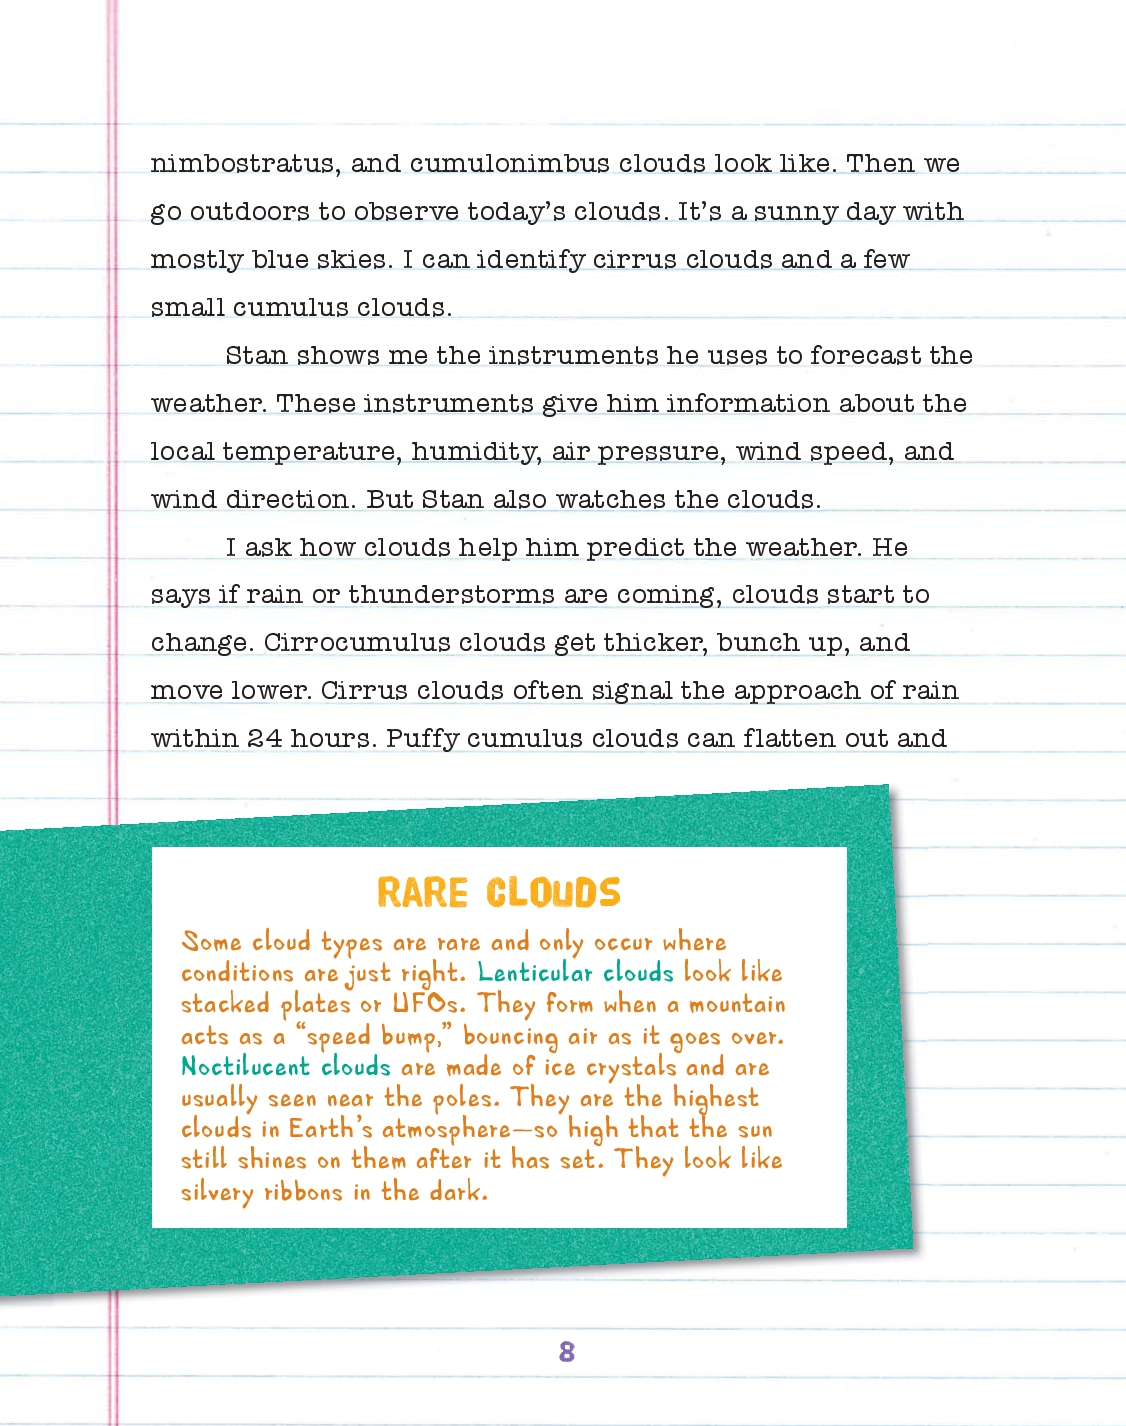 nimbostratus, and cumulonimbus clouds look like. Then we
go outdoors to observe today’s clouds. It’s a sunny day with
mostly blue skies. I can identify cirrus clouds and a few
small cumulus clouds.
Stan shows me the instruments he uses to forecast the
weather. These instruments give him information about the
local temperature, humidity, air pressure, wind speed, and
wind direction. But Stan also watches the clouds.
I ask how clouds help him predict the weather. He
says if rain or thunderstorms are coming, clouds start to
change. Cirrocumulus clouds get thicker, bunch up, and
move lower. Cirrus clouds often signal the approach of rain
within 24 hours. Puffy cumulus clouds can flatten out and
RARE CLOUDS
Some cloud types are rare and only occur where
conditions are just right. Lenticular clouds look like
stacked plates or UFOs. They form when a mountain
acts as a “speed bump,” bouncing air as it goes over.
Noctilucent clouds are made of ice crystals and are
usually seen near the poles. They are the highest
clouds in Earth’s atmosphere—so high that the sun
still shines on them after it has set. They look like
silvery ribbons in the dark.
8